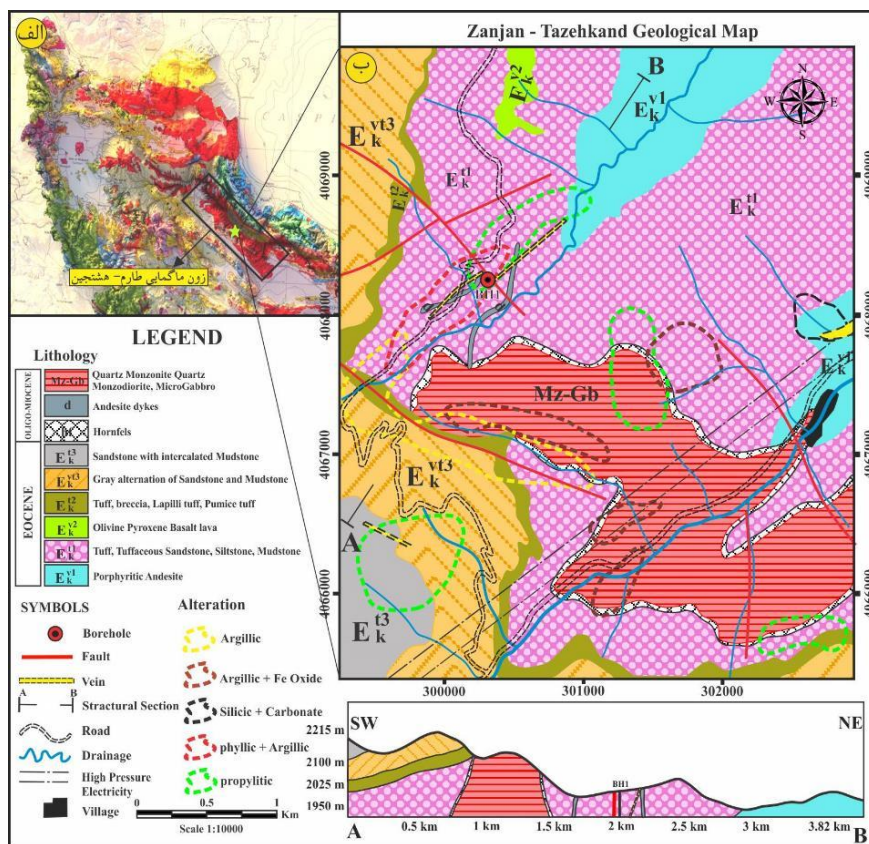 Zanjan - Tazehkand Geological Map
الف
CASPI
زون ماگمایی طارم- هشتجین
ب
N
W E
S
B
E k v2
E k v1
E k vt3
E k t1
E k t2
E k t1
BH1
E k v1
Mz-Gb
E k vt3
A
E k t3
4069000
4068000
4067000
4066000
4069000
4068000
4067000
4066000
300000 301000 302000
LEGEND
Lithology
OLIGO-MIOCENE
Mz-Gb Quartz Monzonite Quartz
Monzodiorite, MicroGabbro
d Andesite dykes
Hornfels
EOCENE
E k t3 Sandstone with intercalated Mudstone
E k vt3 Gray alternation of Sandstone and Mudstone
E k t2 Tuff, breccia, Lapilli tuff, Pumice tuff
E k v2 Olivine Pyroxene Basalt lava
E k t1 Tuff, Tuffaceous Sandstone, Siltstone, Mudstone
E k v1 Porphyritic Andesite
SYMBOLS
Borehole
Fault
Vein
A B
Stractural Section
Road
Drainage
High Pressure
Electricity
Village
Alteration
Argillic
Argillic + Fe Oxide
Silicic + Carbonate
phyllic + Argillic
propylitic
0 0.5 1
Km
Scale 1:10000
SW NE
2215 m
2100 m
2025 m
1950 m
BH1
A 0.5 km 1 km 1.5 km 2 km 2.5 km 3 km 3.82 km B